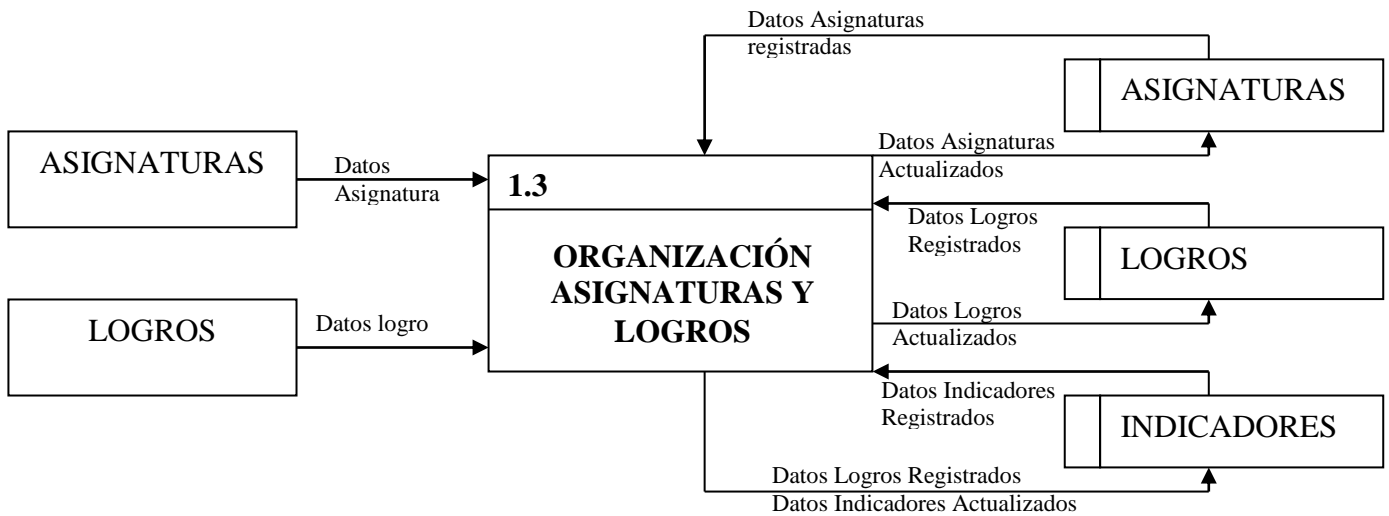 Datos Asignaturas
registradas
ASIGNATURAS
ASIGNATURAS
Datos
Asignatura
1.3
ORGANIZACIÓN
ASIGNATURAS Y
LOGROS
Datos Asignaturas
Actualizados
Datos Logros
Registrados
LOGROS
LOGROS
Datos logro
Datos Logros
Actualizados
Datos Indicadores
Registrados
INDICADORES
Datos Logros Registrados
Datos Indicadores Actualizados